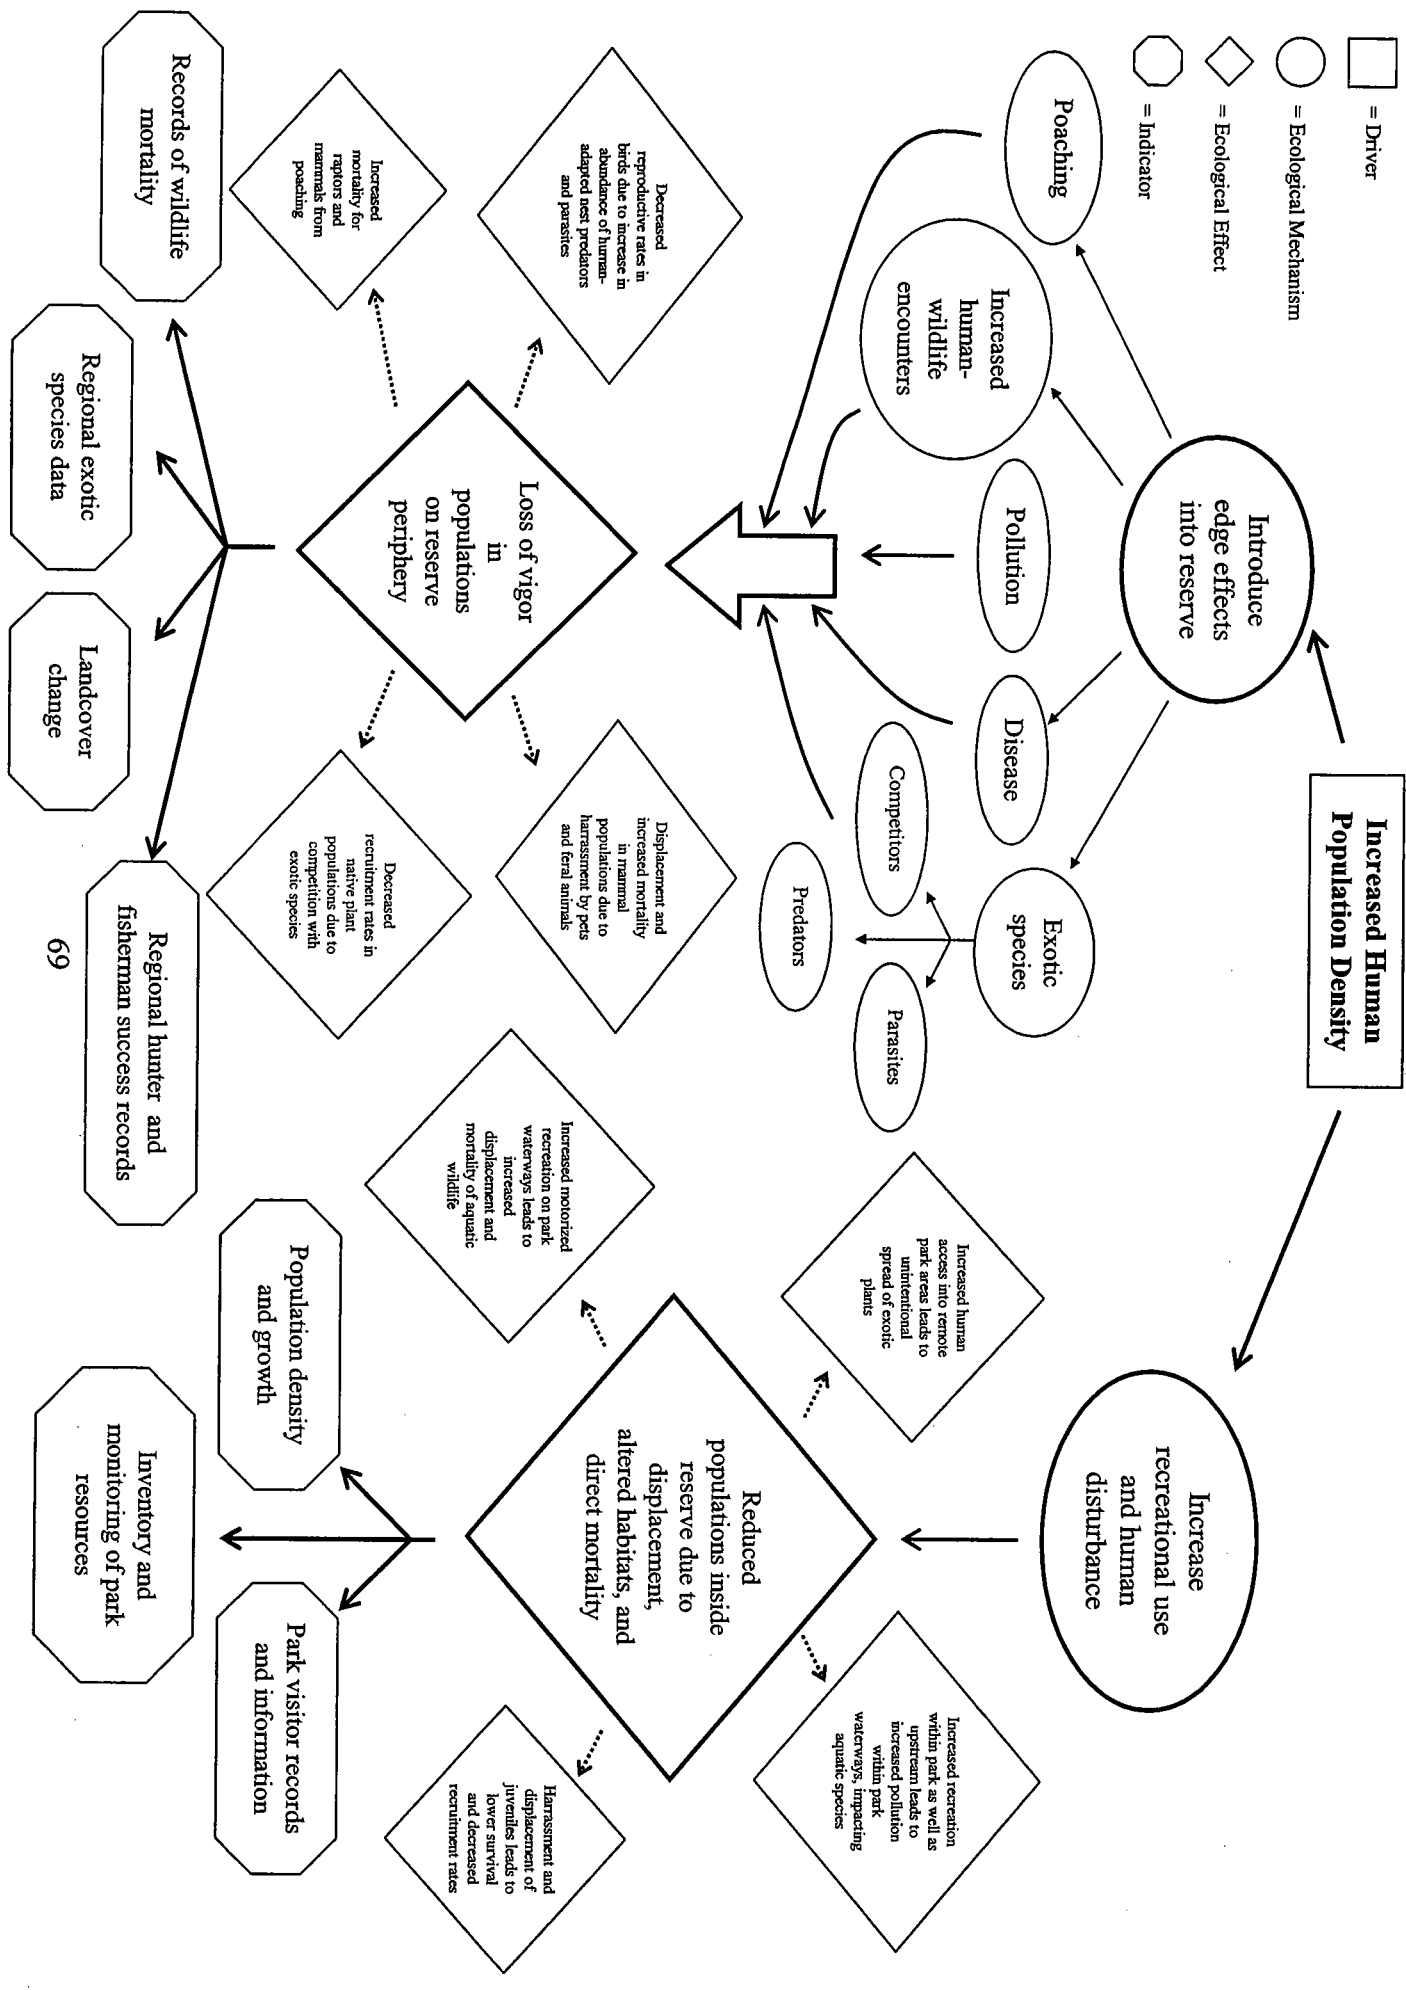 = Driver
= Ecological Mechanism
= Ecological Effect
= Indicator
Increased Human
Population Density
Introduce
edge effects
into reserve
Poaching
Increased
human-
wildlife
encounters
Pollution
Disease
Exotic
species
Competitors
Predators
Parasites
Loss of vigor
in
populations
on reserve
periphery
Decreased
reproductive rates in
birds due to increase in
abundance of human-
adapted nest predators
and parasites
Increased
mortality for
raptors and
mammals from
poaching
Displacement and
increased mortality
in mammal
populations due to
harrassment by pets
and feral animals
Decreased
recruitment rates in
native plant
populations due to
competition with
exotic species
Records of wildlife
mortality
Regional exotic
species data
Landcover
change
Regional hunter and
fisherman success records
Increase
recreational use
and human
disturbance
Increased human
access into remote
park areas leads to
unintentional
spread of exotic
plants
Increased recreation
within park as well as
upstream leads to
increased pollution
within park
waterways, impacting
aquatic species
Reduced
populations inside
reserve due to
displacement,
altered habitats, and
direct mortality
Increased motorized
recreation on park
waterways leads to
increased
displacement and
mortality of aquatic
wildlife
Harrassment and
displacement of
juveniles leads to
lower survival
and decreased
recruitment rates
Population density
and growth
Inventory and
monitoring of park
resources
Park visitor records
and information
69